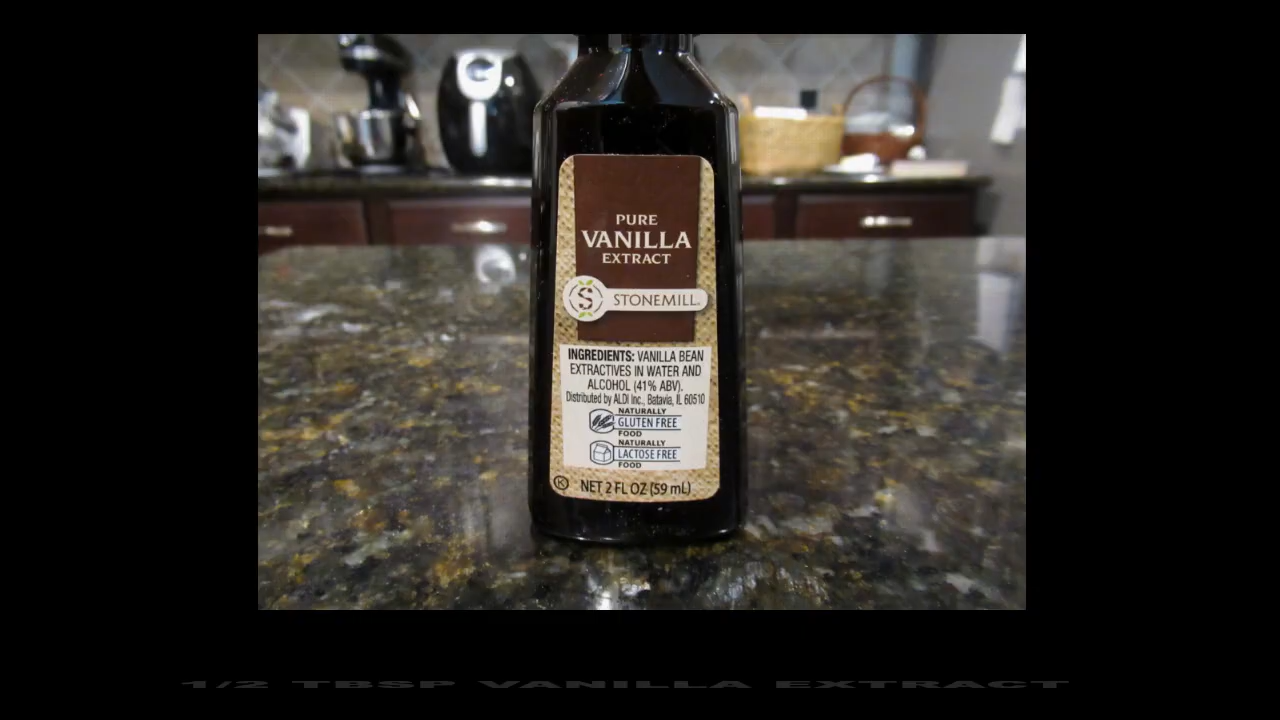 PURE
VANILLA
EXTRACT
S STONEMILL.
INGREDIENTS: VANILLA BEAN
EXTRACTIVES IN WATER AND
ALCOHOL (41% ABV).
Distributed by ALDI Inc., Batavia, IL 60510
NATURALLY
GLUTEN FREE
FOOD
NATURALLY
LACTOSE FREE
FOOD
K NET 2 FL OZ (59 mL)
1/2 TBSP VANILLA EXTRACT